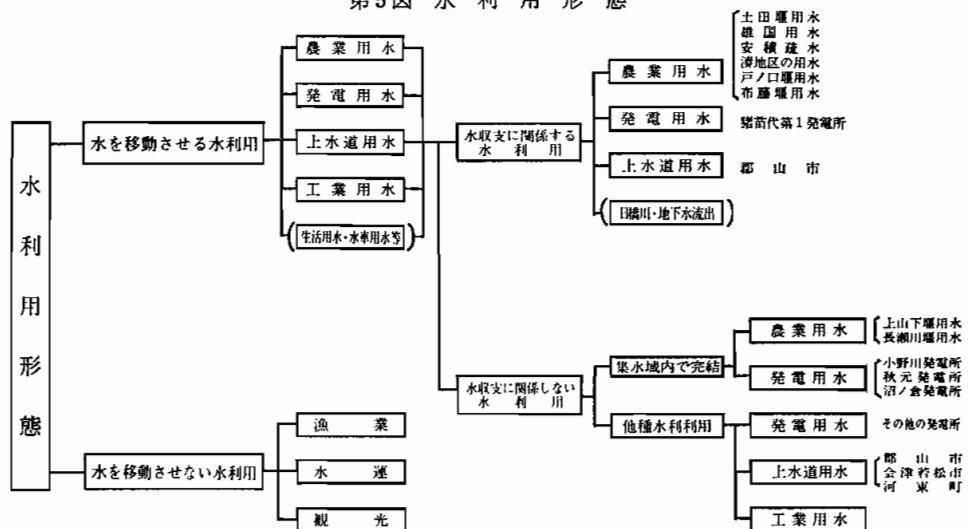 第5図 水利用形態
水利用形態
水を移動させる水利用
農業用水
発電用水
上水道用水
工業用水
(生活用水・水車用水等)
水収支に関係する
水利用
農業用水
土田堰用水
雄国用水
安積疏水
湊地区の用水
戸ノ口堰用水
布藤堰用水
発電用水
猪苗代第1発電所
上水道用水
郡山市
(日橋川・地下水流出)
水収支に関係しない
水利用
集水域内で完結
農業用水
上山下堰用水
長瀬川堰用水
発電用水
小野川発電所
秋元発電所
沼ノ倉発電所
他種水利利用
発電用水
その他の発電所
上水道用水
郡山市
会津若松市
河東町
工業用水
水を移動させない水利用
漁業
水運
観光